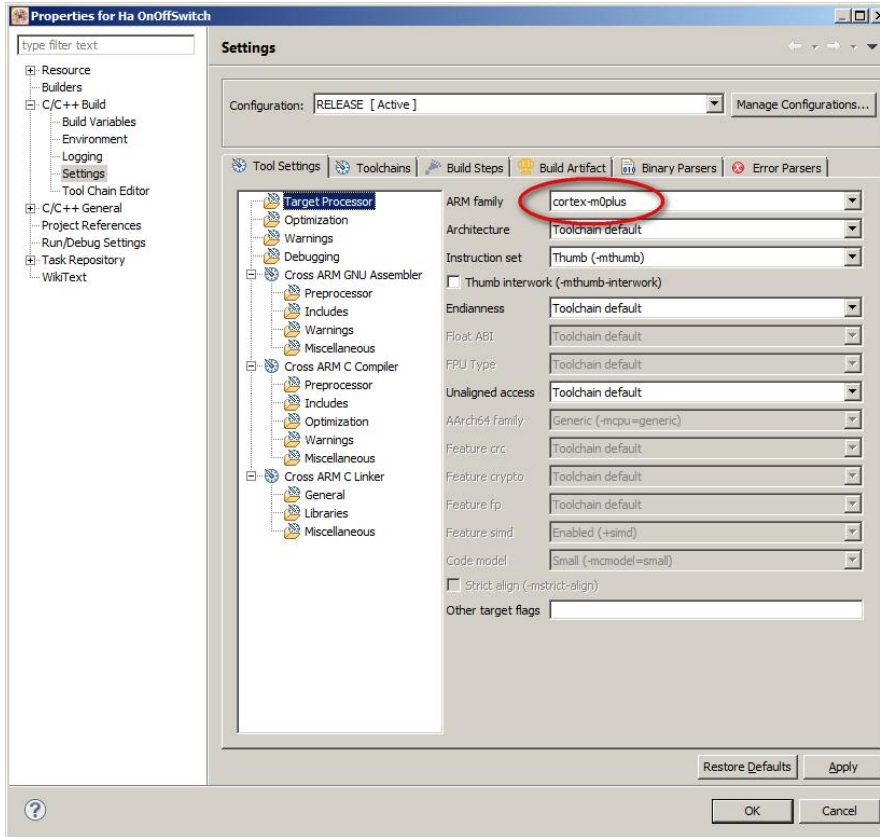 Properties for Ha OnOffSwitch
type filter text
Resource
Builders
C/C++ Build
Build Variables
Environment
Logging
Settings
Tool Chain Editor
C/C++ General
Project References
Run/Debug Settings
Task Repository
WikiText
Settings
Configuration: RELEASE [ Active ] Manage Configurations...
Tool Settings Toolchains Build Steps Build Artifact Binary Parsers Error Parsers
Target Processor
Optimization
Warnings
Debugging
Cross ARM GNU Assembler
Preprocessor
Includes
Warnings
Miscellaneous
Cross ARM C Compiler
Preprocessor
Includes
Optimization
Warnings
Miscellaneous
Cross ARM C Linker
General
Libraries
Miscellaneous
ARM family cortex-m0plus
Architecture Toolchain default
Instruction set Thumb (-mthumb)
Thumb interwork (-mthumb-interwork)
Endianness Toolchain default
Float ABI Toolchain default
FPU Type Toolchain default
Unaligned access Toolchain default
AArch64 family Generic (-mcpu=generic)
Feature crc Toolchain default
Feature crypto Toolchain default
Feature fp Toolchain default
Feature simd Enabled (+simd)
Code model Small (-mcmodel=small)
Strict align (-mstrict-align)
Other target flags
Restore Defaults Apply
? OK Cancel